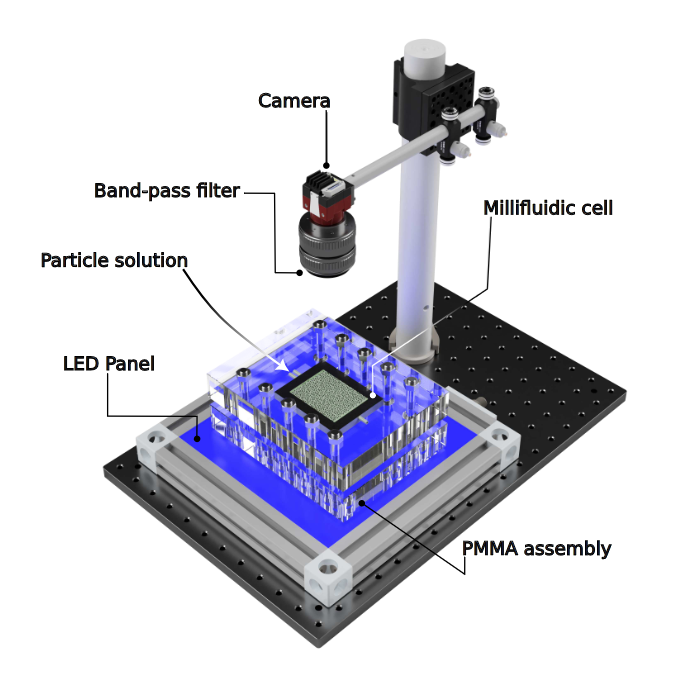 Camera
Band-pass filter
Millifluidic cell
Particle solution
LED Panel
PMMA assembly